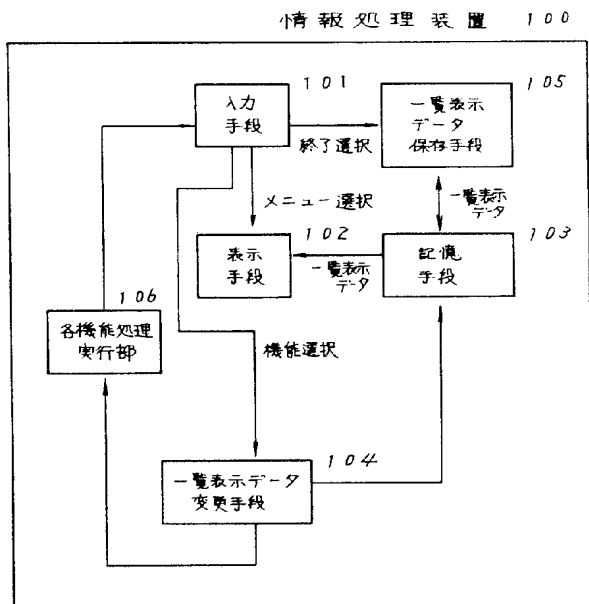 情報処理装置 100
101
入力
手段
105
一覧表示
データ
保存手段
終了選択
メニュー選択
一覧表示
データ
102
表示
手段
一覧表示
データ
103
記憶
手段
106
各機能処理
実行部
機能選択
104
一覧表示データ
変更手段